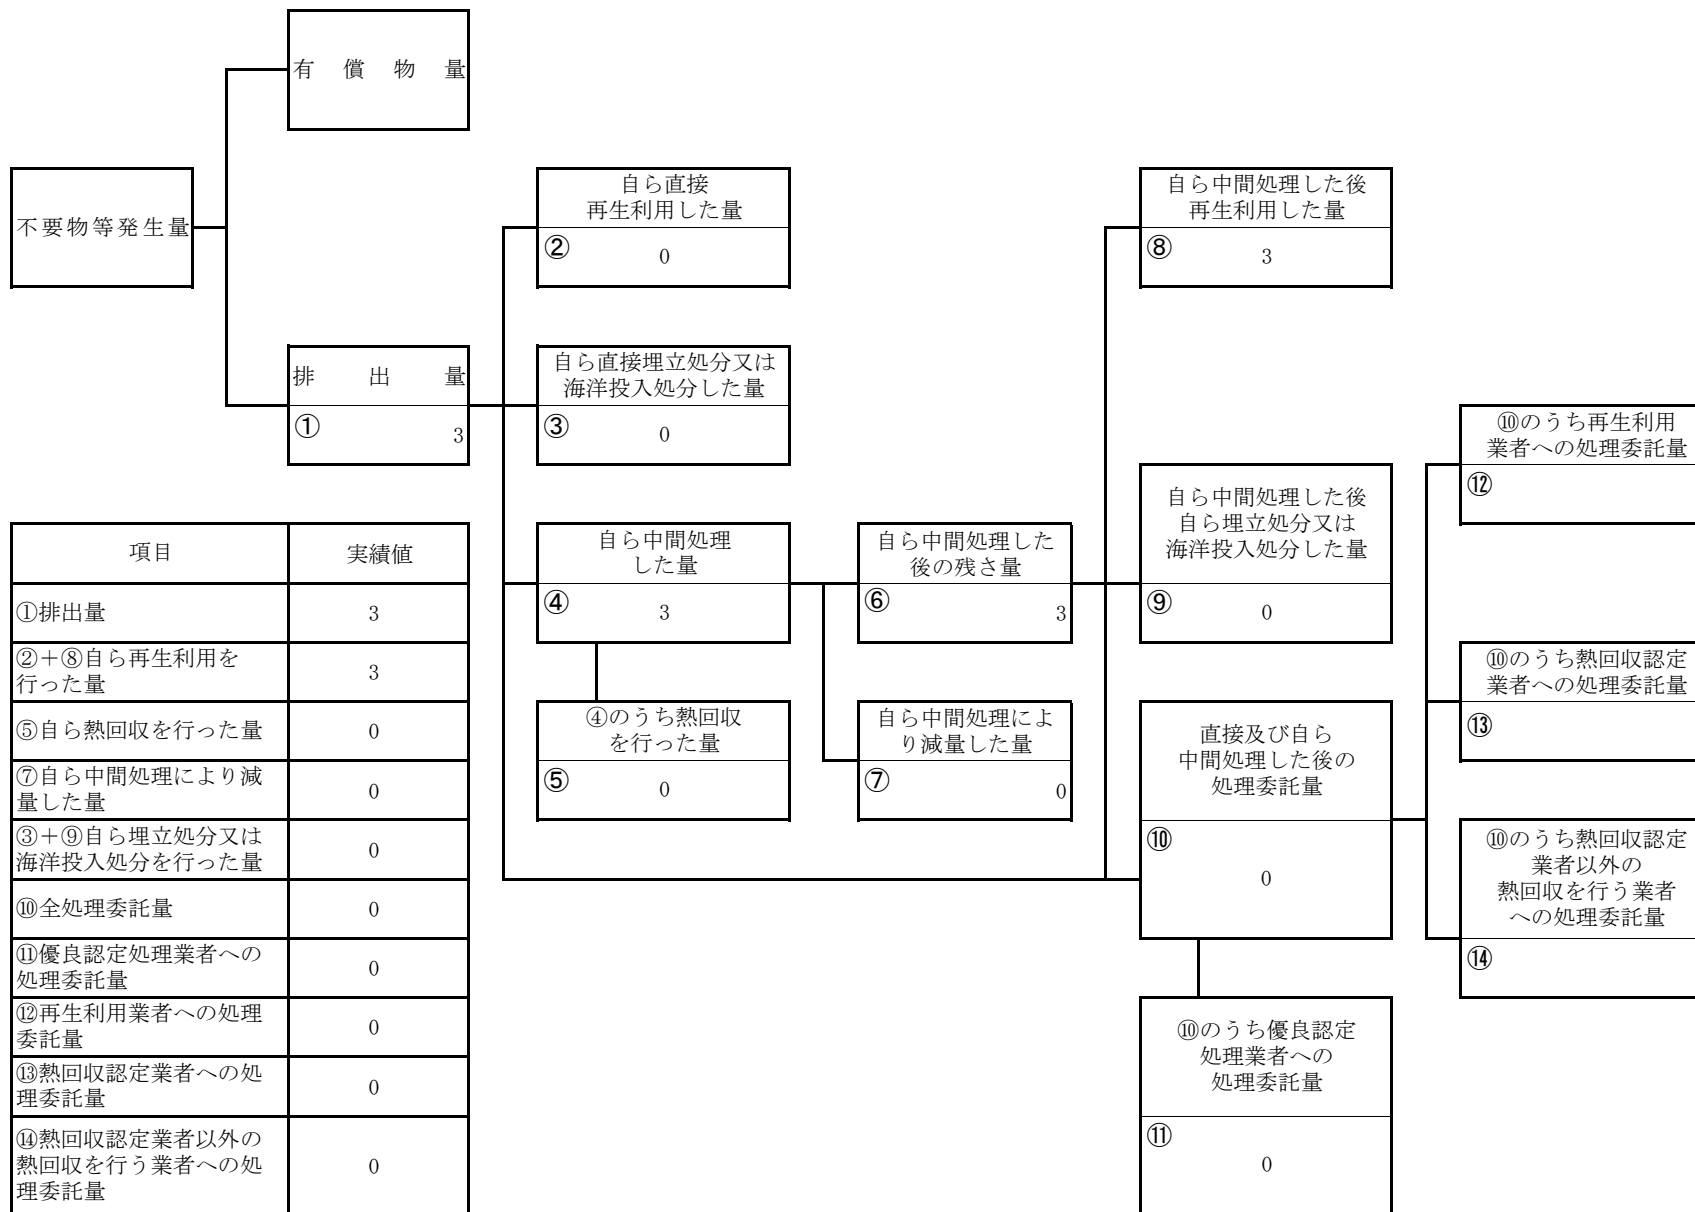 有償物量
不要物等発生量
排出量
①
3
自ら直接
再生利用した量
②
0
自ら直接埋立処分又は
海洋投入処分した量
③
0
自ら中間処理
した量
④
3
④のうち熱回収
を行った量
⑤
0
自ら中間処理した
後の残さ量
⑥
3
自ら中間処理によ
り減量した量
⑦
0
自ら中間処理した後
再生利用した量
⑧
3
自ら中間処理した後
自ら埋立処分又は
海洋投入処分した量
⑨
0
直接及び自ら
中間処理した後の
処理委託量
⑩
0
⑩のうち優良認定
処理業者への
処理委託量
⑪
0
⑩のうち再生利用
業者への処理委託量
⑫
⑩のうち熱回収認定
業者への処理委託量
⑬
⑩のうち熱回収認定
業者以外の
熱回収を行う業者
への処理委託量
⑭
項目 実績値
①排出量 3
②＋⑧自ら再生利用を
行った量 3
⑤自ら熱回収を行った量 0
⑦自ら中間処理により減
量した量 0
③＋⑨自ら埋立処分又は
海洋投入処分を行った量 0
⑩全処理委託量 0
⑪優良認定処理業者への
処理委託量 0
⑫再生利用業者への処理
委託量 0
⑬熱回収認定業者への処
理委託量 0
⑭熱回収認定業者以外の
熱回収を行う業者への処
理委託量 0